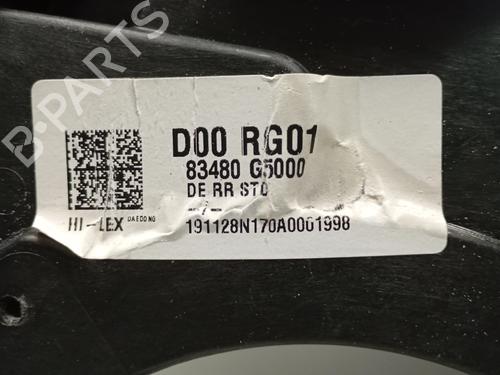 B-PARTS
D00 RG01
83480 G5000
DE RR STD
-/-
HI-LEX DAEDONG
191128N170A0001998